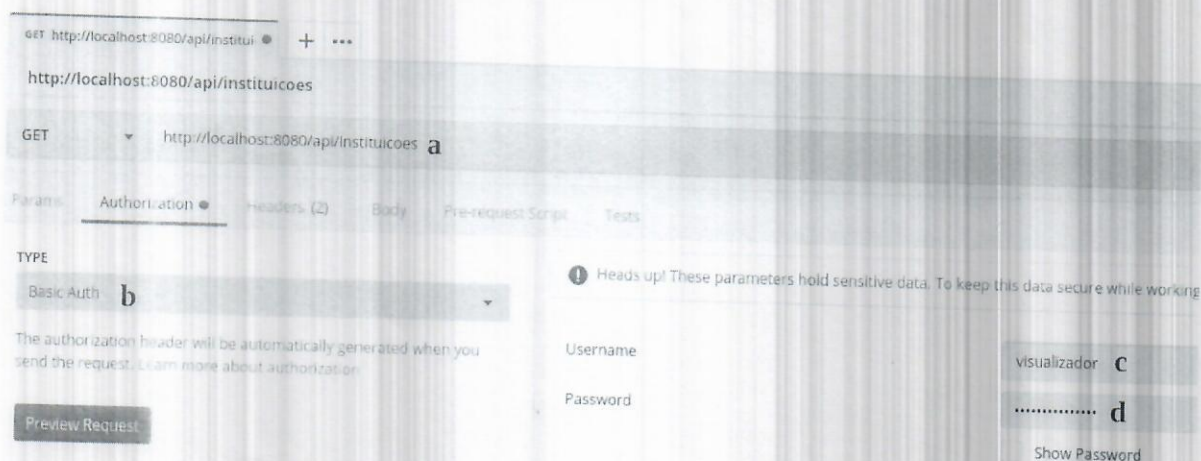 GET http://localhost:8080/api/institui ● + •••
http://localhost:8080/api/instituicoes
GET http://localhost:8080/api/instituicoes a
Params Authorization ● Headers (2) Body Pre-request Script Tests
TYPE
Basic Auth b
The authorization header will be automatically generated when you
send the request. Learn more about authorization
Preview Request
Heads up! These parameters hold sensitive data. To keep this data secure while working
Username visualizador c
Password ••••••••••••••• d
Show Password